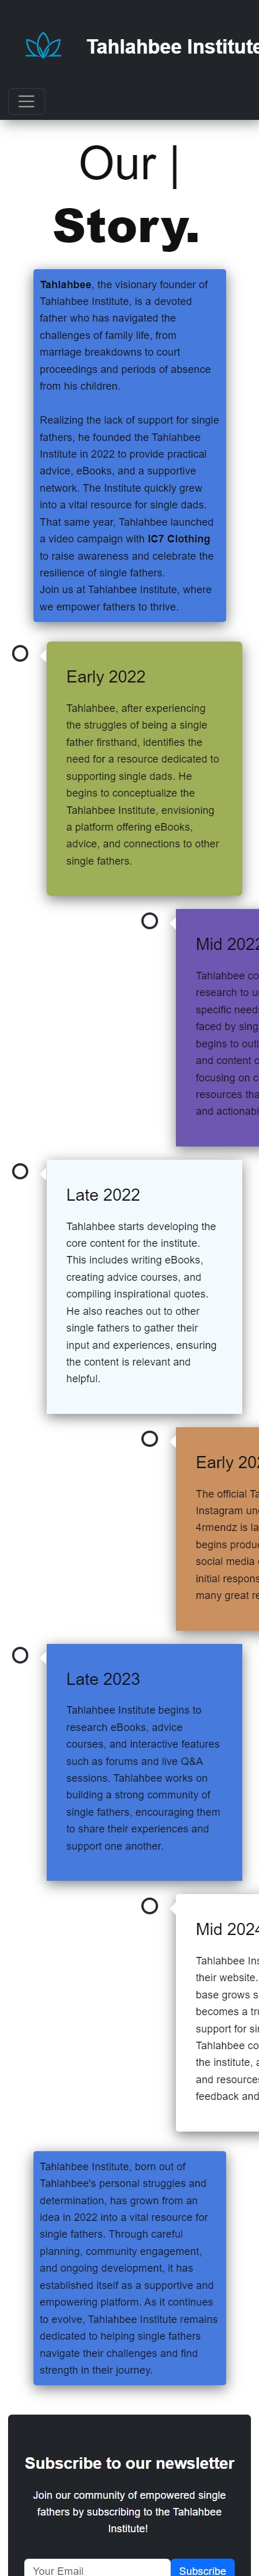 Tahlahbee Institute
Our |
Story.
Tahlahbee, the visionary founder of
Tahlahbee Institute, is a devoted
father who has navigated the
challenges of family life, from
marriage breakdowns to court
proceedings and periods of absence
from his children.
Realizing the lack of support for single
fathers, he founded the Tahlahbee
Institute in 2022 to provide practical
advice, eBooks, and a supportive
network. The Institute quickly grew
into a vital resource for single dads.
That same year, Tahlahbee launched
a video campaign with IC7 Clothing
to raise awareness and celebrate the
resilience of single fathers.
Join us at Tahlahbee Institute, where
we empower fathers to thrive.
Early 2022
Tahlahbee, after experiencing
the struggles of being a single
father firsthand, identifies the
need for a resource dedicated to
supporting single dads. He
begins to conceptualize the
Tahlahbee Institute, envisioning
a platform offering eBooks,
advice, and connections to other
single fathers.
Mid 2022
Tahlahbee co
research to u
specific need
faced by sing
begins to outl
and content o
focusing on c
resources tha
and actionabl
Late 2022
Tahlahbee starts developing the
core content for the institute.
This includes writing eBooks,
creating advice courses, and
compiling inspirational quotes.
He also reaches out to other
single fathers to gather their
input and experiences, ensuring
the content is relevant and
helpful.
Early 202
The official Ta
Instagram un
4rmendz is la
begins produ
social media
initial respons
many great re
Late 2023
Tahlahbee Institute begins to
research eBooks, advice
courses, and interactive features
such as forums and live Q&A
sessions. Tahlahbee works on
building a strong community of
single fathers, encouraging them
to share their experiences and
support one another.
Mid 2024
Tahlahbee Ins
their website.
base grows s
becomes a tru
support for sin
Tahlahbee co
the institute, a
and resource
feedback and
Tahlahbee Institute, born out of
Tahlahbee's personal struggles and
determination, has grown from an
idea in 2022 into a vital resource for
single fathers. Through careful
planning, community engagement,
and ongoing development, it has
established itself as a supportive and
empowering platform. As it continues
to evolve, Tahlahbee Institute remains
dedicated to helping single fathers
navigate their challenges and find
strength in their journey.
Subscribe to our newsletter
Join our community of empowered single
fathers by subscribing to the Tahlahbee
Institute!
Your Email
Subscribe